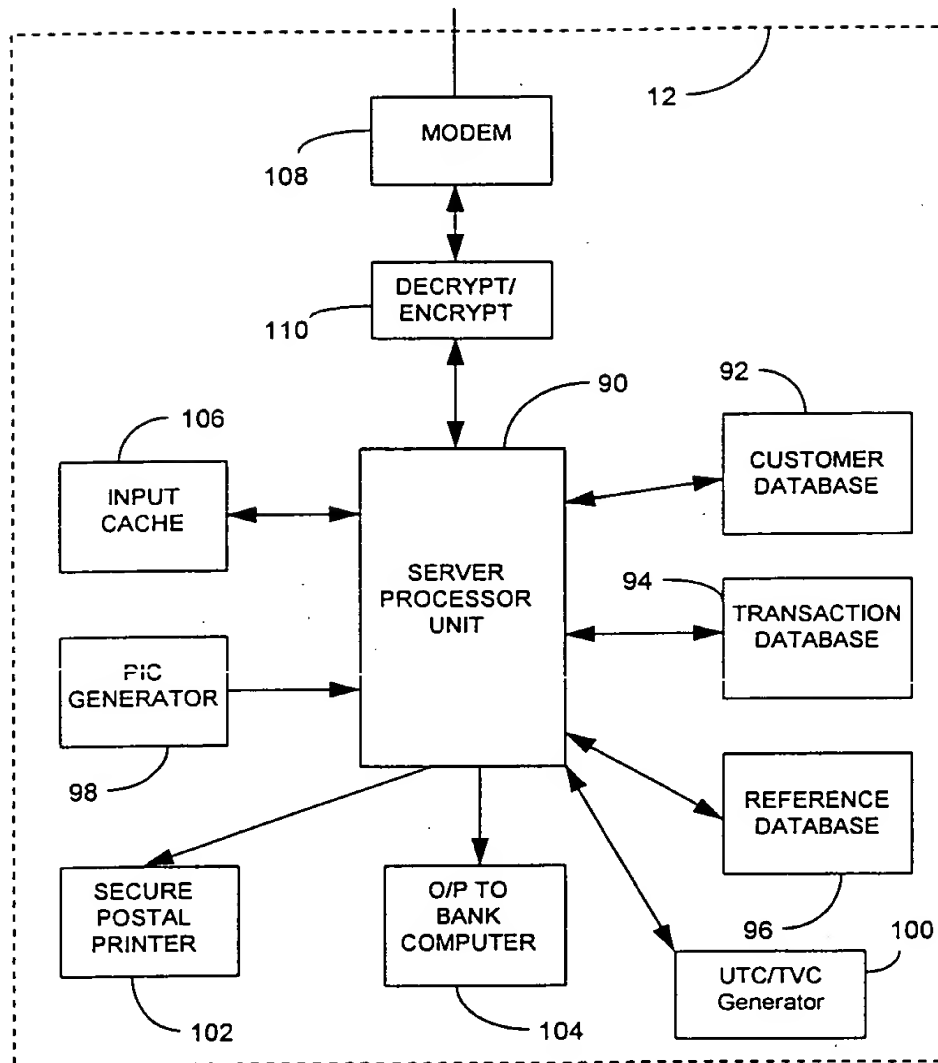 12
MODEM
108
DECRYPT/
ENCRYPT
110
90
92
106
INPUT
CACHE
CUSTOMER
DATABASE
SERVER
PROCESSOR
UNIT
94
TRANSACTION
DATABASE
PIC
GENERATOR
98
REFERENCE
DATABASE
SECURE
POSTAL
PRINTER
O/P TO
BANK
COMPUTER
96
100
UTC/TVC
Generator
102
104